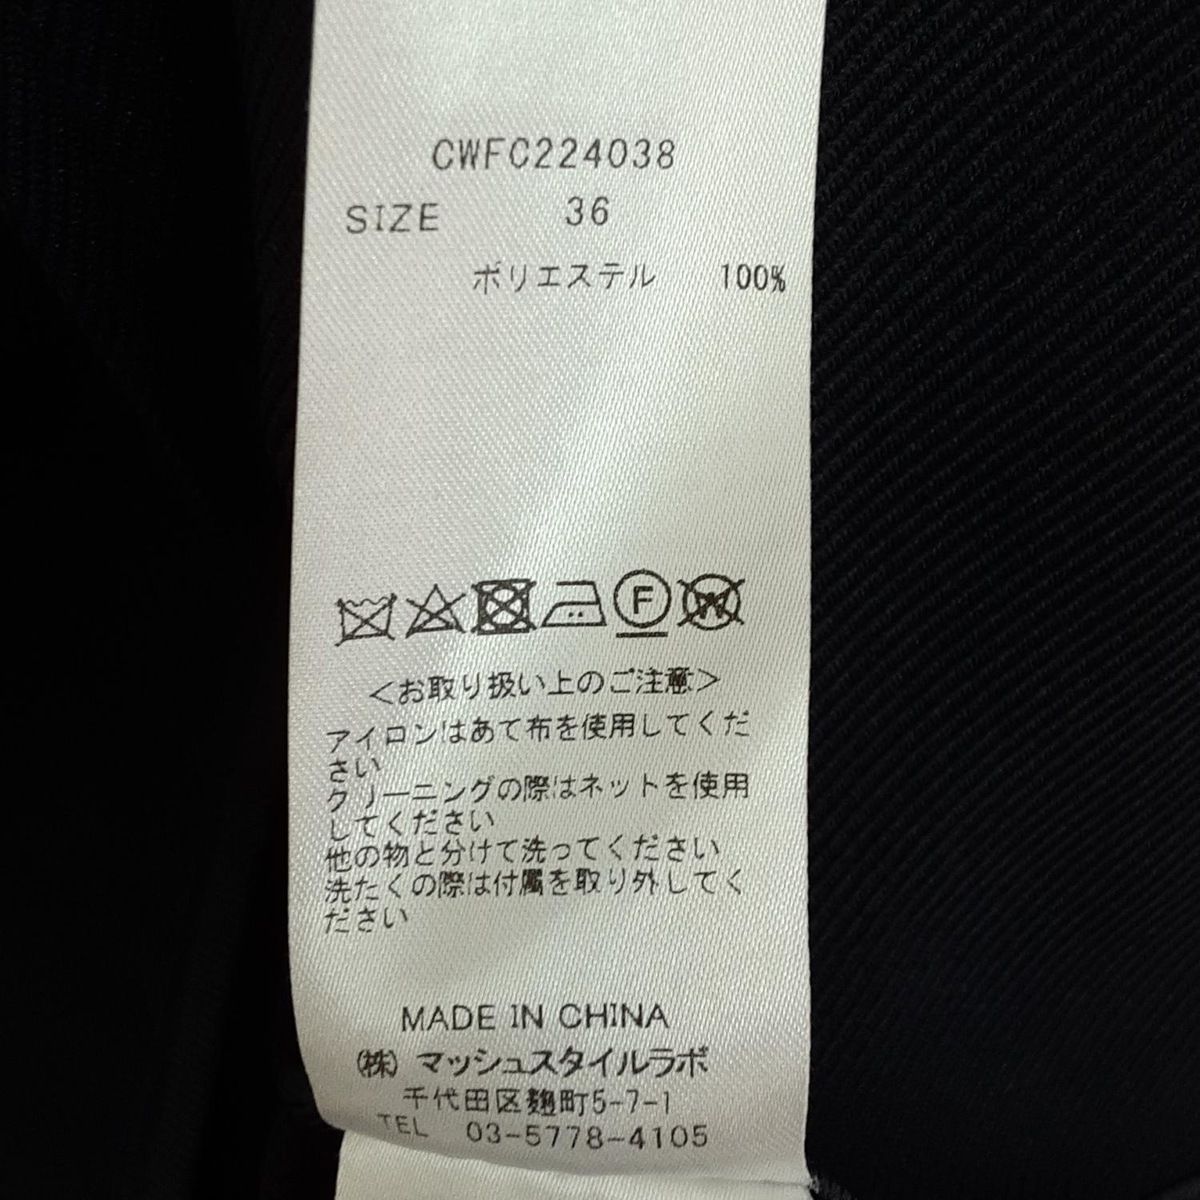 CWFC224038
SIZE 36
ポリエステル 100%
F W
<お取り扱い上のご注意>
アイロンはあて布を使用してくだ
さい
クリーニングの際はネットを使用
してください
他の物と分けて洗ってください
洗たくの際は付属を取り外してく
ださい
MADE IN CHINA
(株) マッシュスタイルラボ
千代田区麹町5-7-1
TEL 03-5778-4105